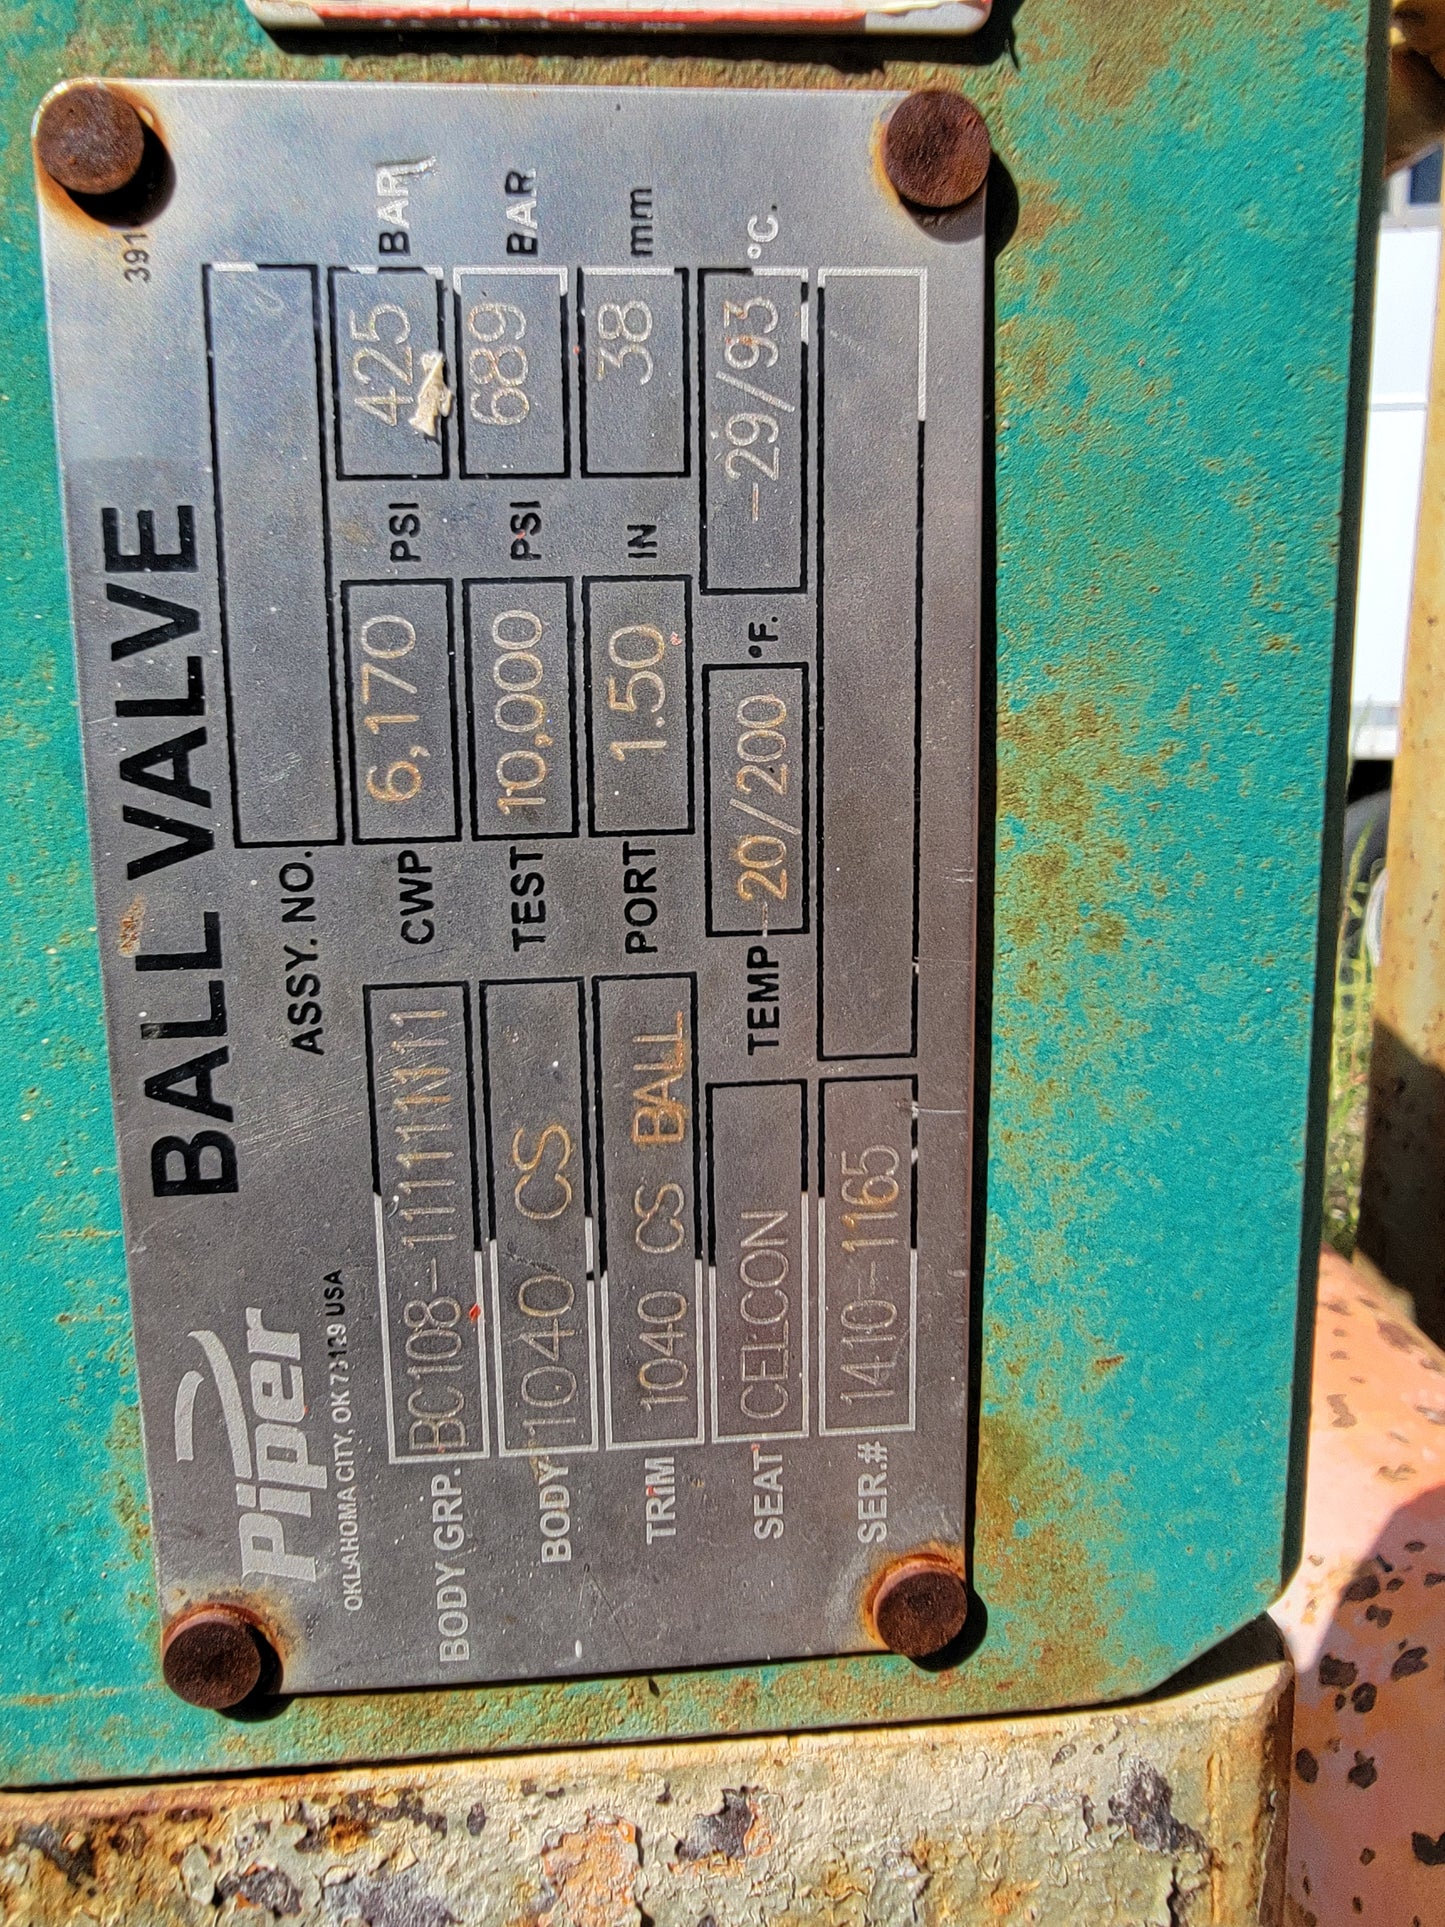 BALL VALVE 391
Piper
OKLAHOMA CITY, OK 73129 USA
ASSY. NO.
BODY GRP. BC108-11111M11 CWP 6,170 PSI 425 BAR
BODY 1040 CS TEST 10,000 PSI 689 BAR
TRIM 1040 CS BALL PORT 1.50 IN 38 mm
SEAT CELCON TEMP -20/200 °F. -29/93 °C.
SER.# 1410-1165